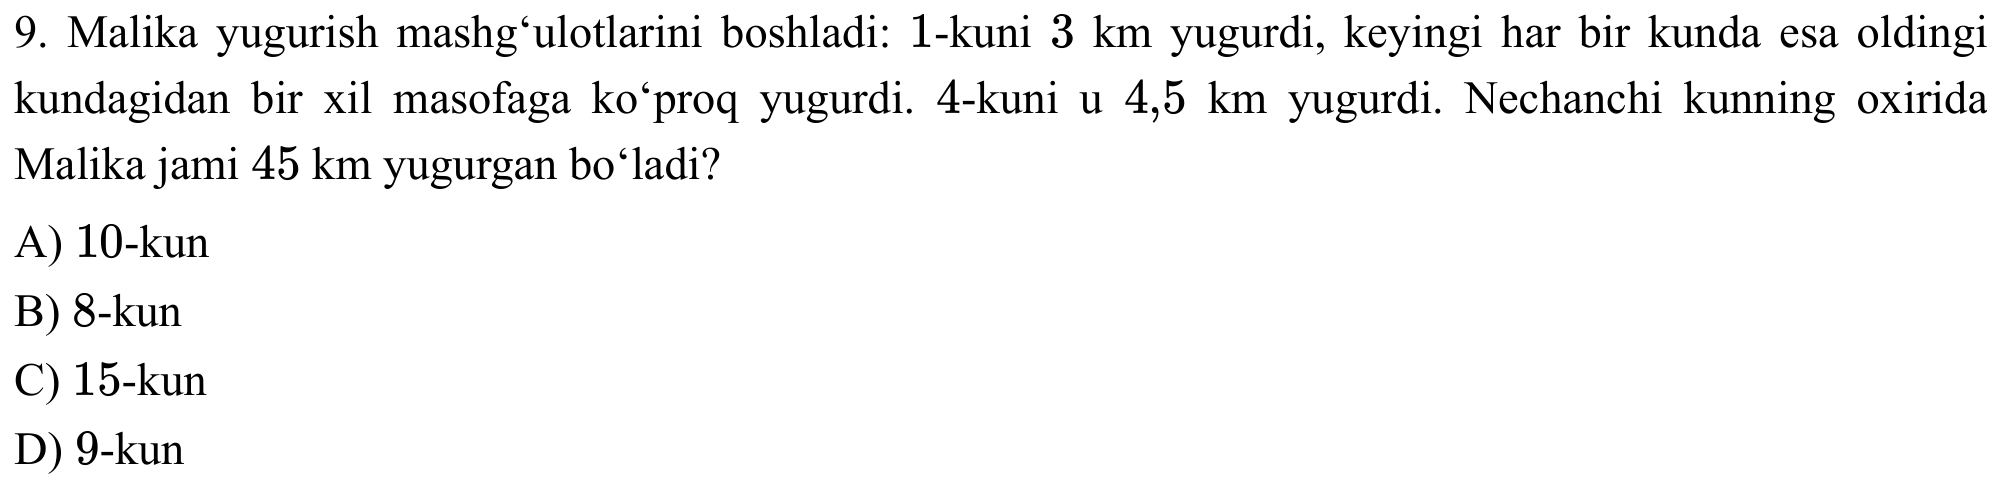 9. Malika yugurish mashg‘ulotlarini boshladi: 1-kuni 3 km yugurdi, keyingi har bir kunda esa oldingi
kundagidan bir xil masofaga ko‘proq yugurdi. 4-kuni u 4,5 km yugurdi. Nechanchi kunning oxirida
Malika jami 45 km yugurgan bo‘ladi?
A) 10-kun
B) 8-kun
C) 15-kun
D) 9-kun